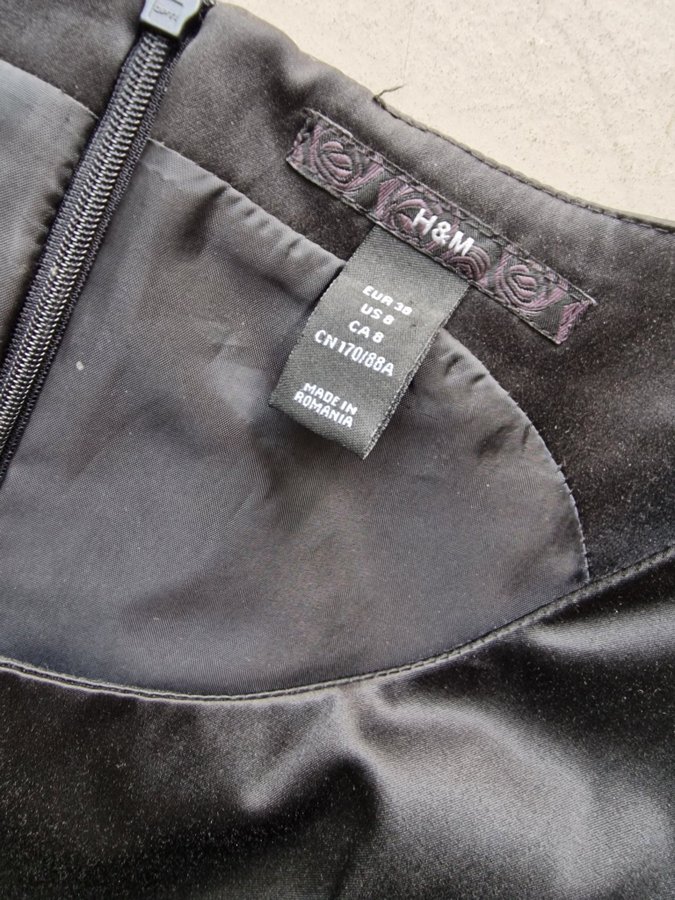 H&M
EUR 38
US 8
CA 8
CN 170/88A
MADE IN
ROMANIA